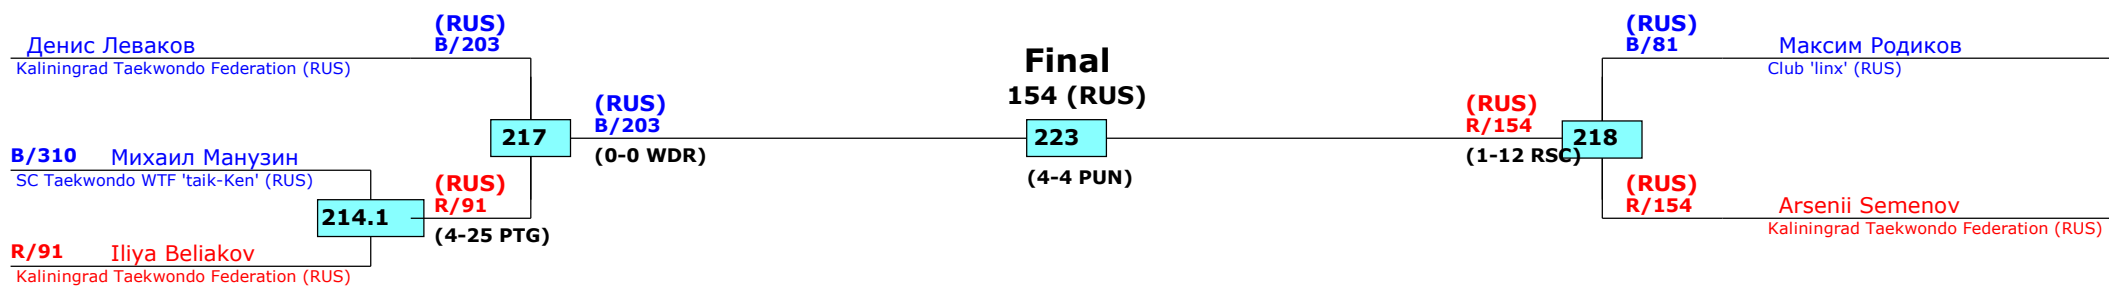 (RUS)
B/203
Денис Леваков
Kaliningrad Taekwondo Federation (RUS)
B/310 Михаил Манузин
SC Taekwondo WTF 'taik-Ken' (RUS)
214.1
R/91 Iliya Beliakov
Kaliningrad Taekwondo Federation (RUS)
(RUS)
R/91
(4-25 PTG)
217
(RUS)
B/203
(0-0 WDR)
Final
154 (RUS)
223
(4-4 PUN)
(RUS)
R/154
(1-12 RSC)
218
(RUS)
B/81 Максим Родиков
Club 'linx' (RUS)
(RUS)
R/154 Arsenii Semenov
Kaliningrad Taekwondo Federation (RUS)